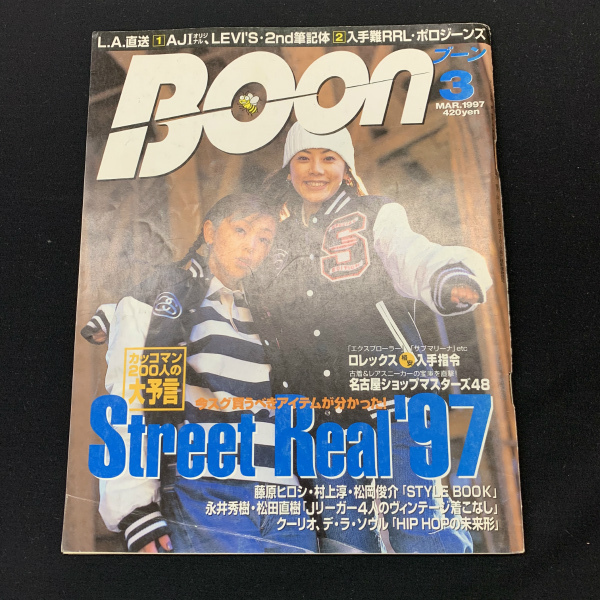 L.A.直送 1 AJIオリジナル、LEVI'S・2nd筆記体 2 入手難RRL・ポロジーンズ
BOOn
ブーン
3
MAR.1997
420yen
S
「エクスプローラー」「サブマリーナ」etc
ロレックス 入手指令
古着&レアスニーカーの宝庫を直撃!
名古屋ショップマスターズ48
カッコマン
200人の
大予言
今スグ買うべきアイテムが分かった!
Street Real '97
藤原ヒロシ・村上淳・松岡俊介「STYLE BOOK」
永井秀樹・松田直樹「Jリーガー4人のヴィンテージ着こなし」
クーリオ、デ・ラ・ソウル「HIP HOPの未来形」